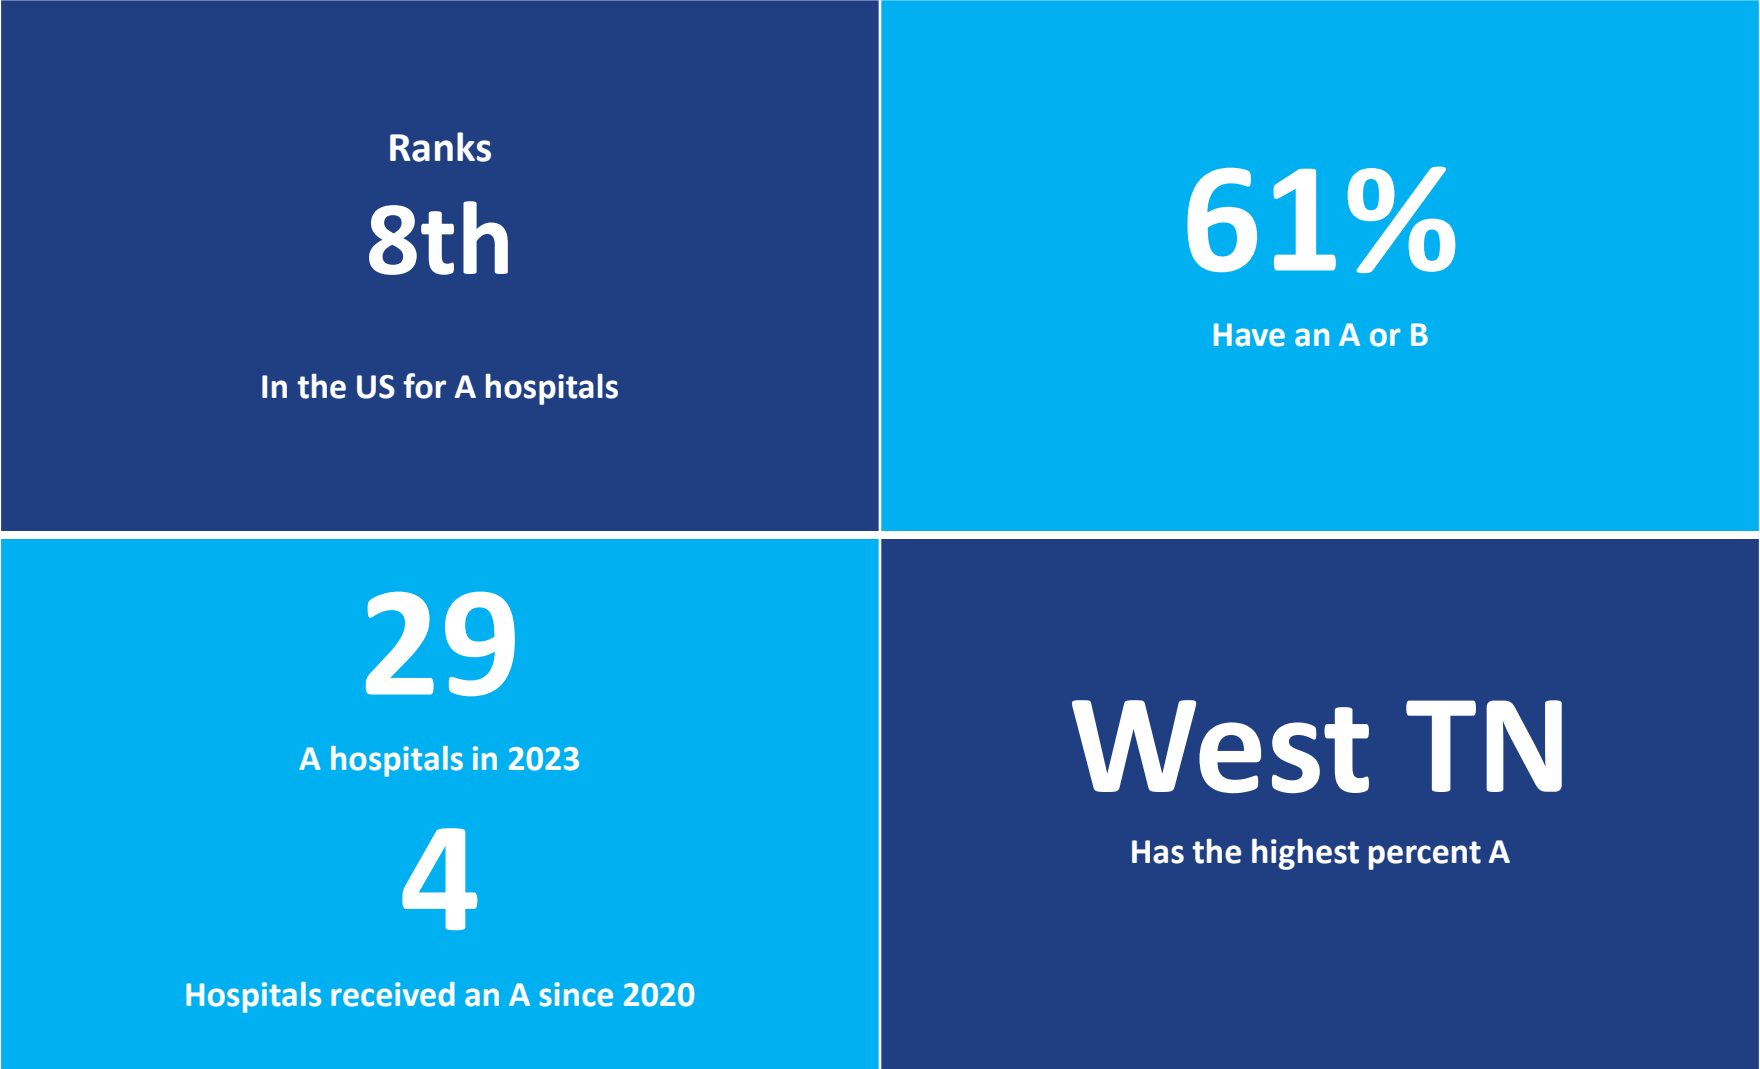 Ranks
8th
In the US for A hospitals
61%
Have an A or B
29
A hospitals in 2023
4
Hospitals received an A since 2020
West TN
Has the highest percent A